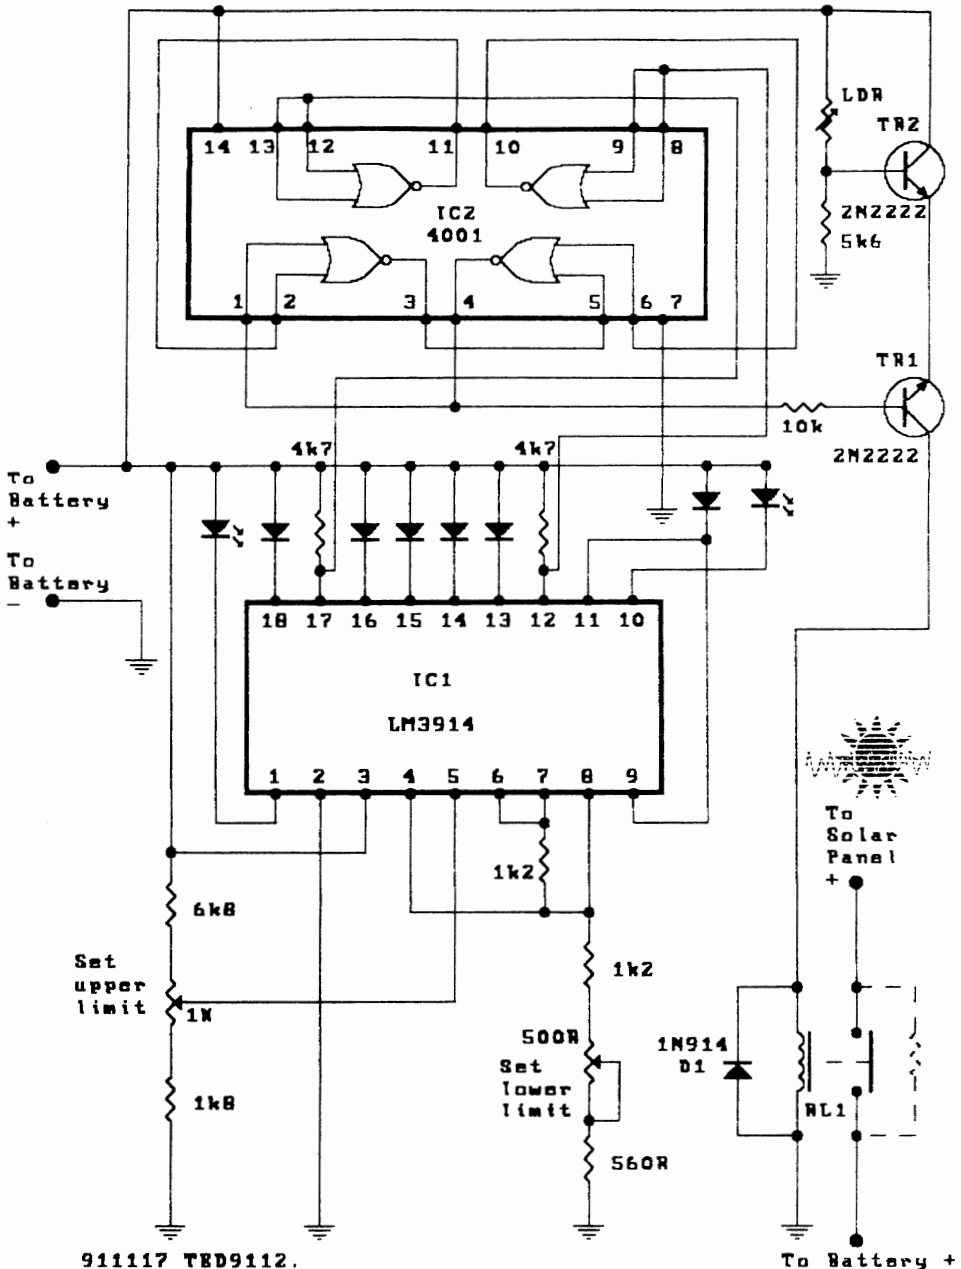 LDR
TR2
14 13 12 11 10 9 8
IC2
4001
2N2222
5k6
1 2 3 4 5 6 7
TR1
10k
2N2222
4k7 4k7
To
Battery
+
To
Battery
–
18 17 16 15 14 13 12 11 10
IC1
LM3914
1 2 3 4 5 6 7 8 9
To
Solar
Panel
+
1k2
6k8
Set
upper
limit
1K
1k2
500R
Set
lower
limit
1N914
D1
RL1
1k8
560R
911117 TED9112.
To Battery +